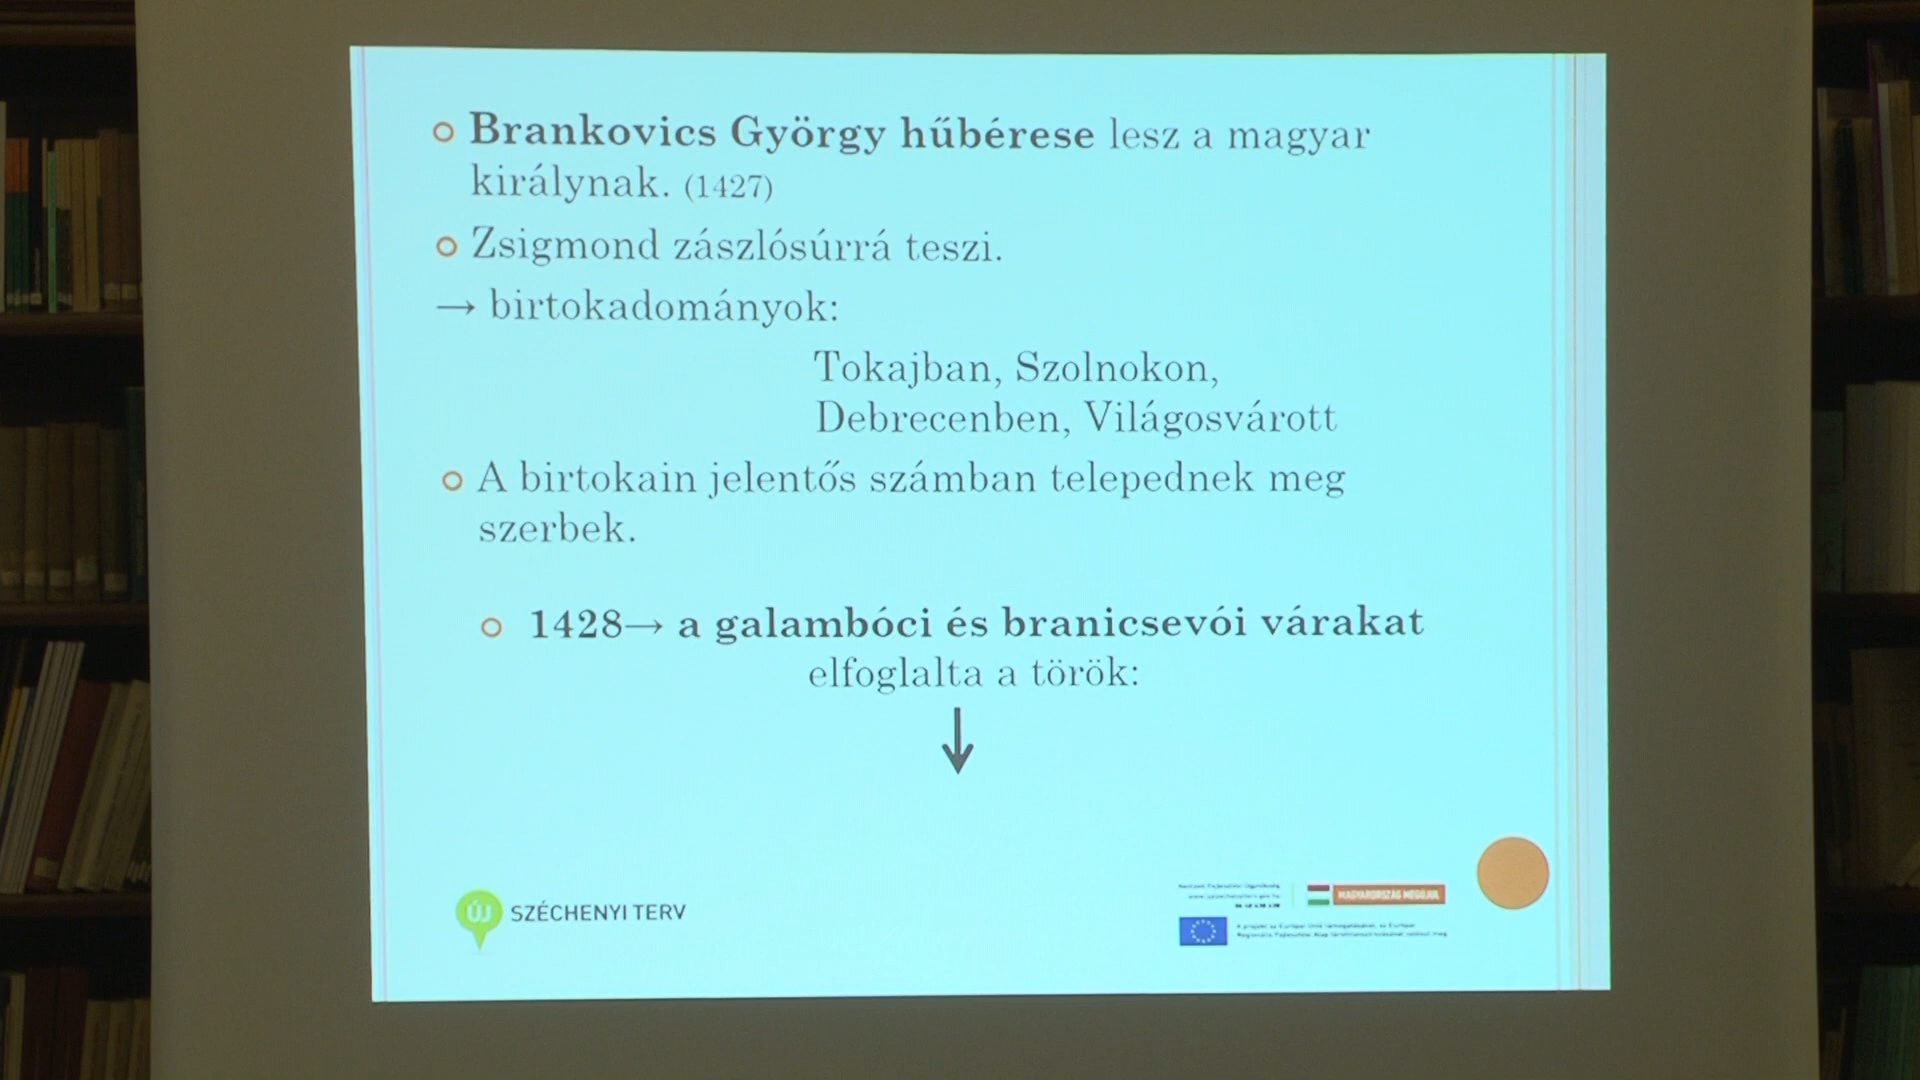 Brankovics György hűbérese lesz a magyar
királynak. (1427)
Zsigmond zászlósúrrá teszi.
→ birtokadományok:
Tokajban, Szolnokon,
Debrecenben, Világosvárott
A birtokain jelentős számban telepednek meg
szerbek.
1428→ a galambóci és branicsevói várakat
elfoglalta a török:
ÚJ SZÉCHENYI TERV
MAGYARORSZÁG MEGÚJUL